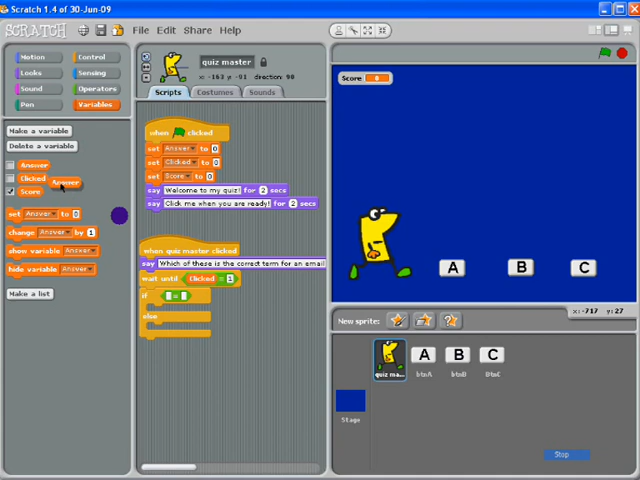 Scratch 1.4 of 30-Jun-09
SCRATCH File Edit Share Help
Motion Control
Looks Sensing
Sound Operators
Pen Variables
Make a variable
Delete a variable
Answer
Clicked
Answer
Score
set Answer to 0
change Answer by 1
show variable Answer
hide variable Answer
Make a list
quiz master
x: -163 y: -91 direction: 90
Scripts Costumes Sounds
when clicked
set Answer to 0
set Clicked to 0
set Score to 0
say Welcome to my quiz! for 2 secs
say Click me when you are ready! for 2 secs
when quiz master clicked
say Which of these is the correct term for an email
wait until Clicked = 1
if =
else
Score 0
A B C
x: -717 y: 27
New sprite:
A B C
quiz ma... btnA btnB BtnC
Stage
Stop